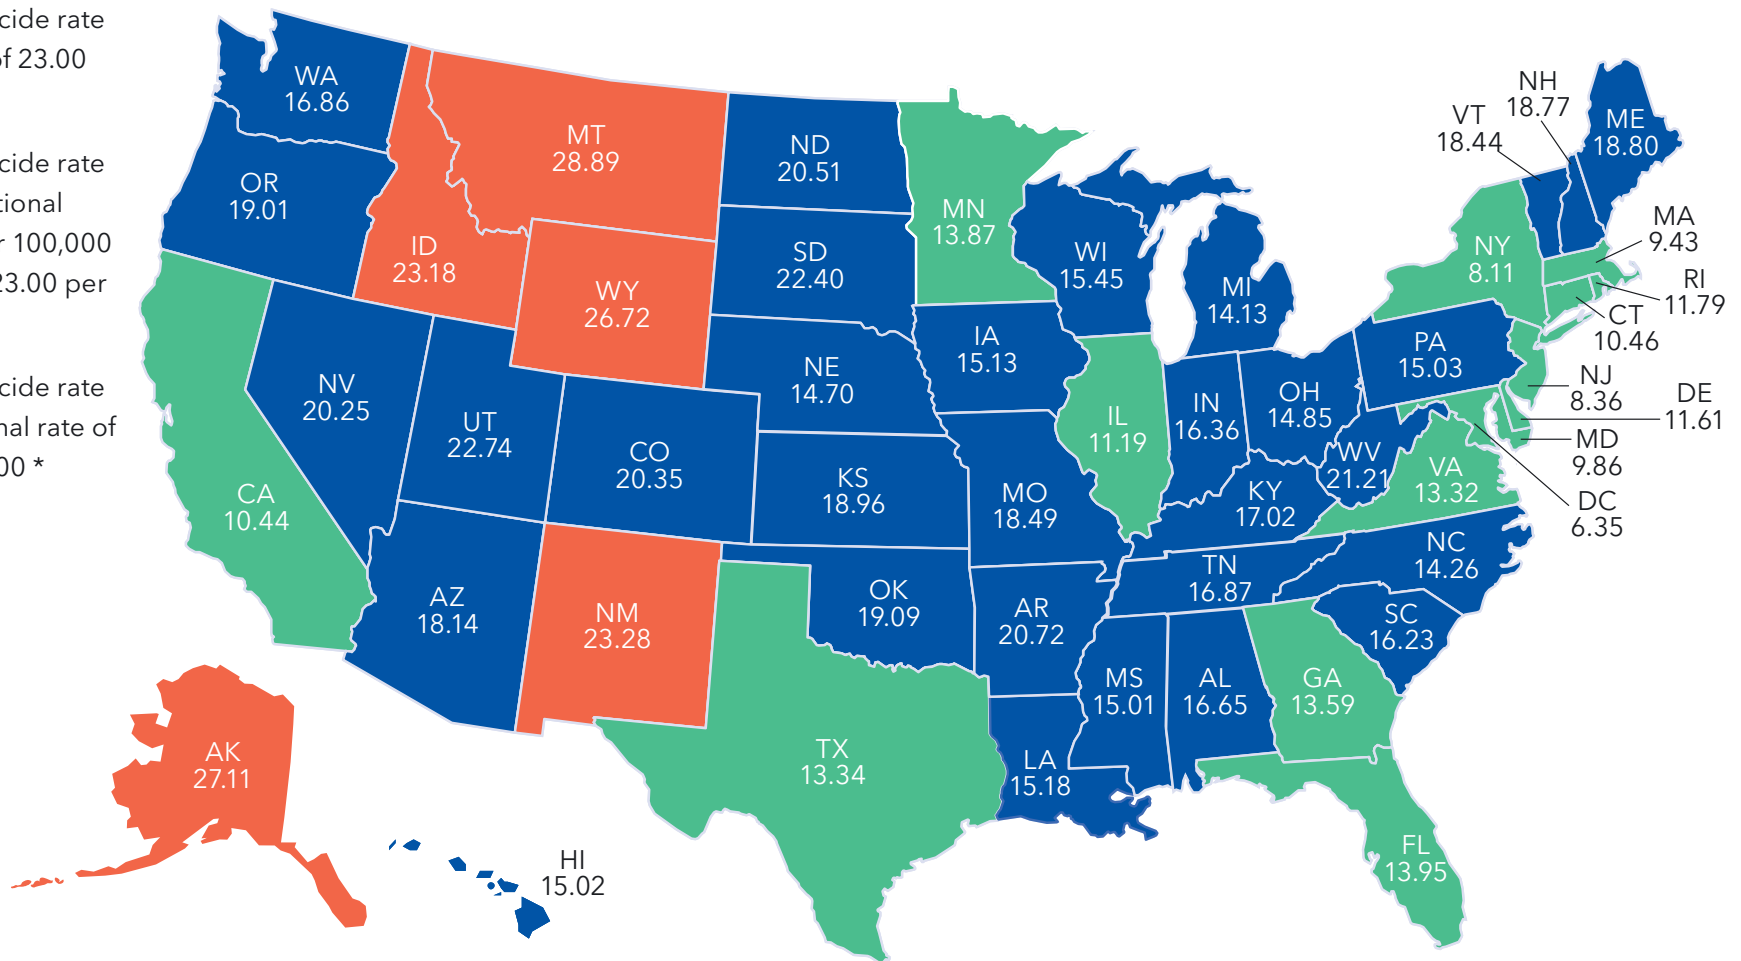 cide rate
of 23.00
cide rate
tional
r 100,000
23.00 per
cide rate
nal rate of
00 *
WA
16.86
OR
19.01
MT
28.89
ID
23.18
WY
26.72
ND
20.51
SD
22.40
MN
13.87
WI
15.45
MI
14.13
VT
18.44
NH
18.77
ME
18.80
NY
8.11
MA
9.43
RI
11.79
CT
10.46
NJ
8.36
DE
11.61
MD
9.86
DC
6.35
PA
15.03
NV
20.25
UT
22.74
CO
20.35
NE
14.70
IA
15.13
IL
11.19
IN
16.36
OH
14.85
WV
21.21
VA
13.32
CA
10.44
KS
18.96
MO
18.49
KY
17.02
NC
14.26
TN
16.87
SC
16.23
AZ
18.14
NM
23.28
OK
19.09
AR
20.72
MS
15.01
AL
16.65
GA
13.59
TX
13.34
LA
15.18
FL
13.95
AK
27.11
HI
15.02